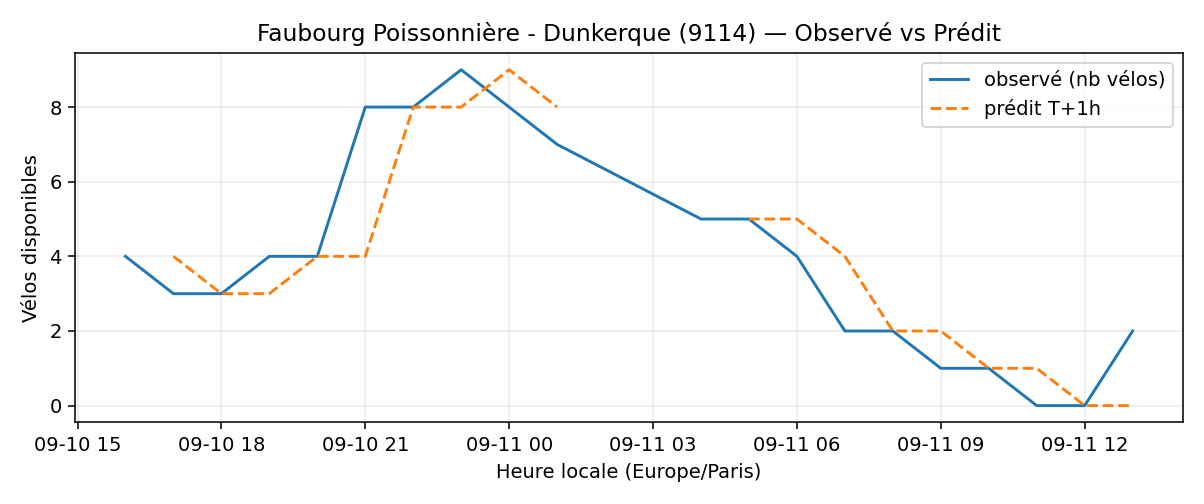 Faubourg Poissonnière - Dunkerque (9114) — Observé vs Prédit
observé (nb vélos)
prédit T+1h
Vélos disponibles
8
6
4
2
0
09-10 15
09-10 18
09-10 21
09-11 00
09-11 03
09-11 06
09-11 09
09-11 12
Heure locale (Europe/Paris)